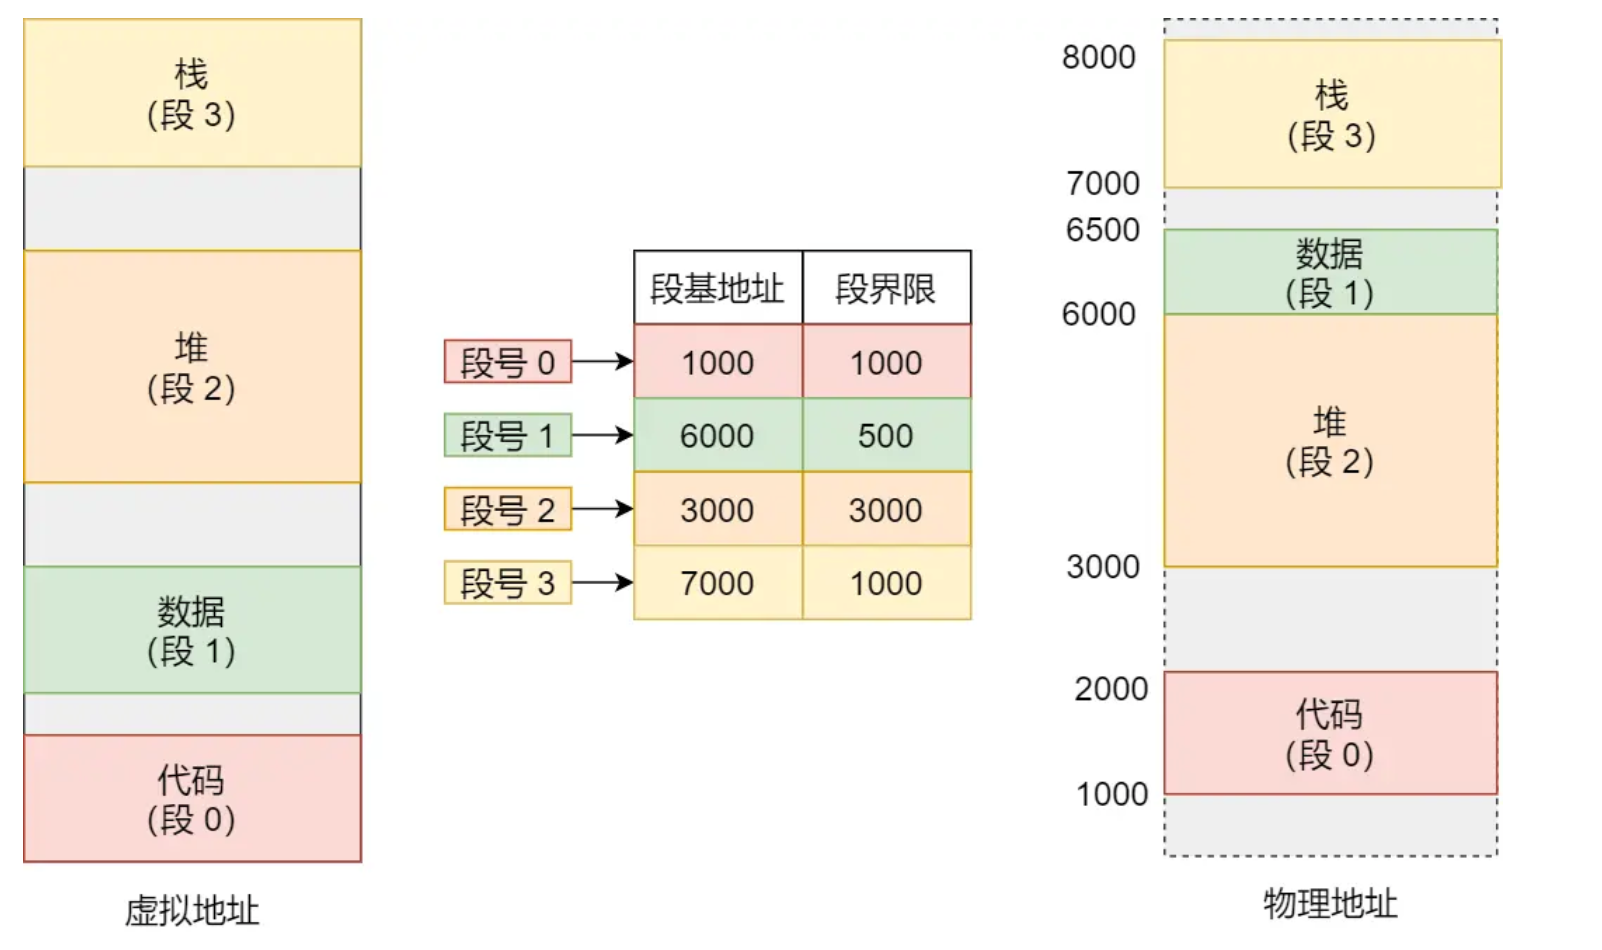 栈
(段 3)
堆
(段 2)
数据
(段 1)
代码
(段 0)
虚拟地址
段基地址 段界限
段号 0 1000 1000
段号 1 6000 500
段号 2 3000 3000
段号 3 7000 1000
8000
栈
(段 3)
7000
6500
数据
(段 1)
6000
堆
(段 2)
3000
2000
代码
(段 0)
1000
物理地址